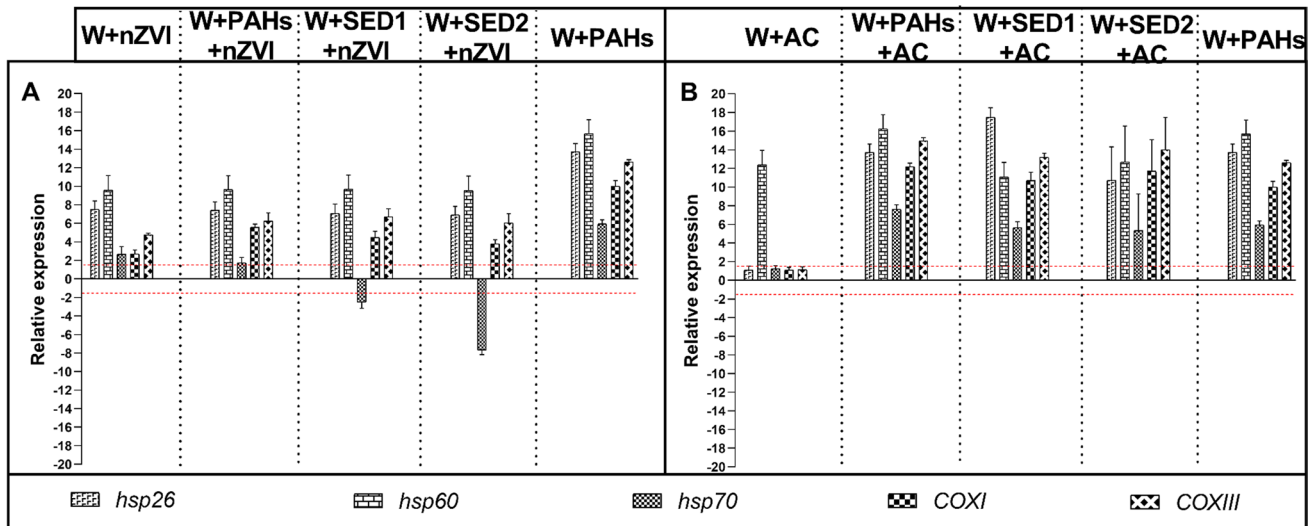 W+nZVI
W+PAHs
+nZVI
W+SED1
+nZVI
W+SED2
+nZVI
W+PAHs
W+AC
W+PAHs
+AC
W+SED1
+AC
W+SED2
+AC
W+PAHs
A
Relative expression
20
18
16
14
12
10
8
6
4
2
0
-2
-4
-6
-8
-10
-12
-14
-16
-18
-20
B
Relative expression
20
18
16
14
12
10
8
6
4
2
0
-2
-4
-6
-8
-10
-12
-14
-16
-18
-20
hsp26
hsp60
hsp70
COXI
COXIII